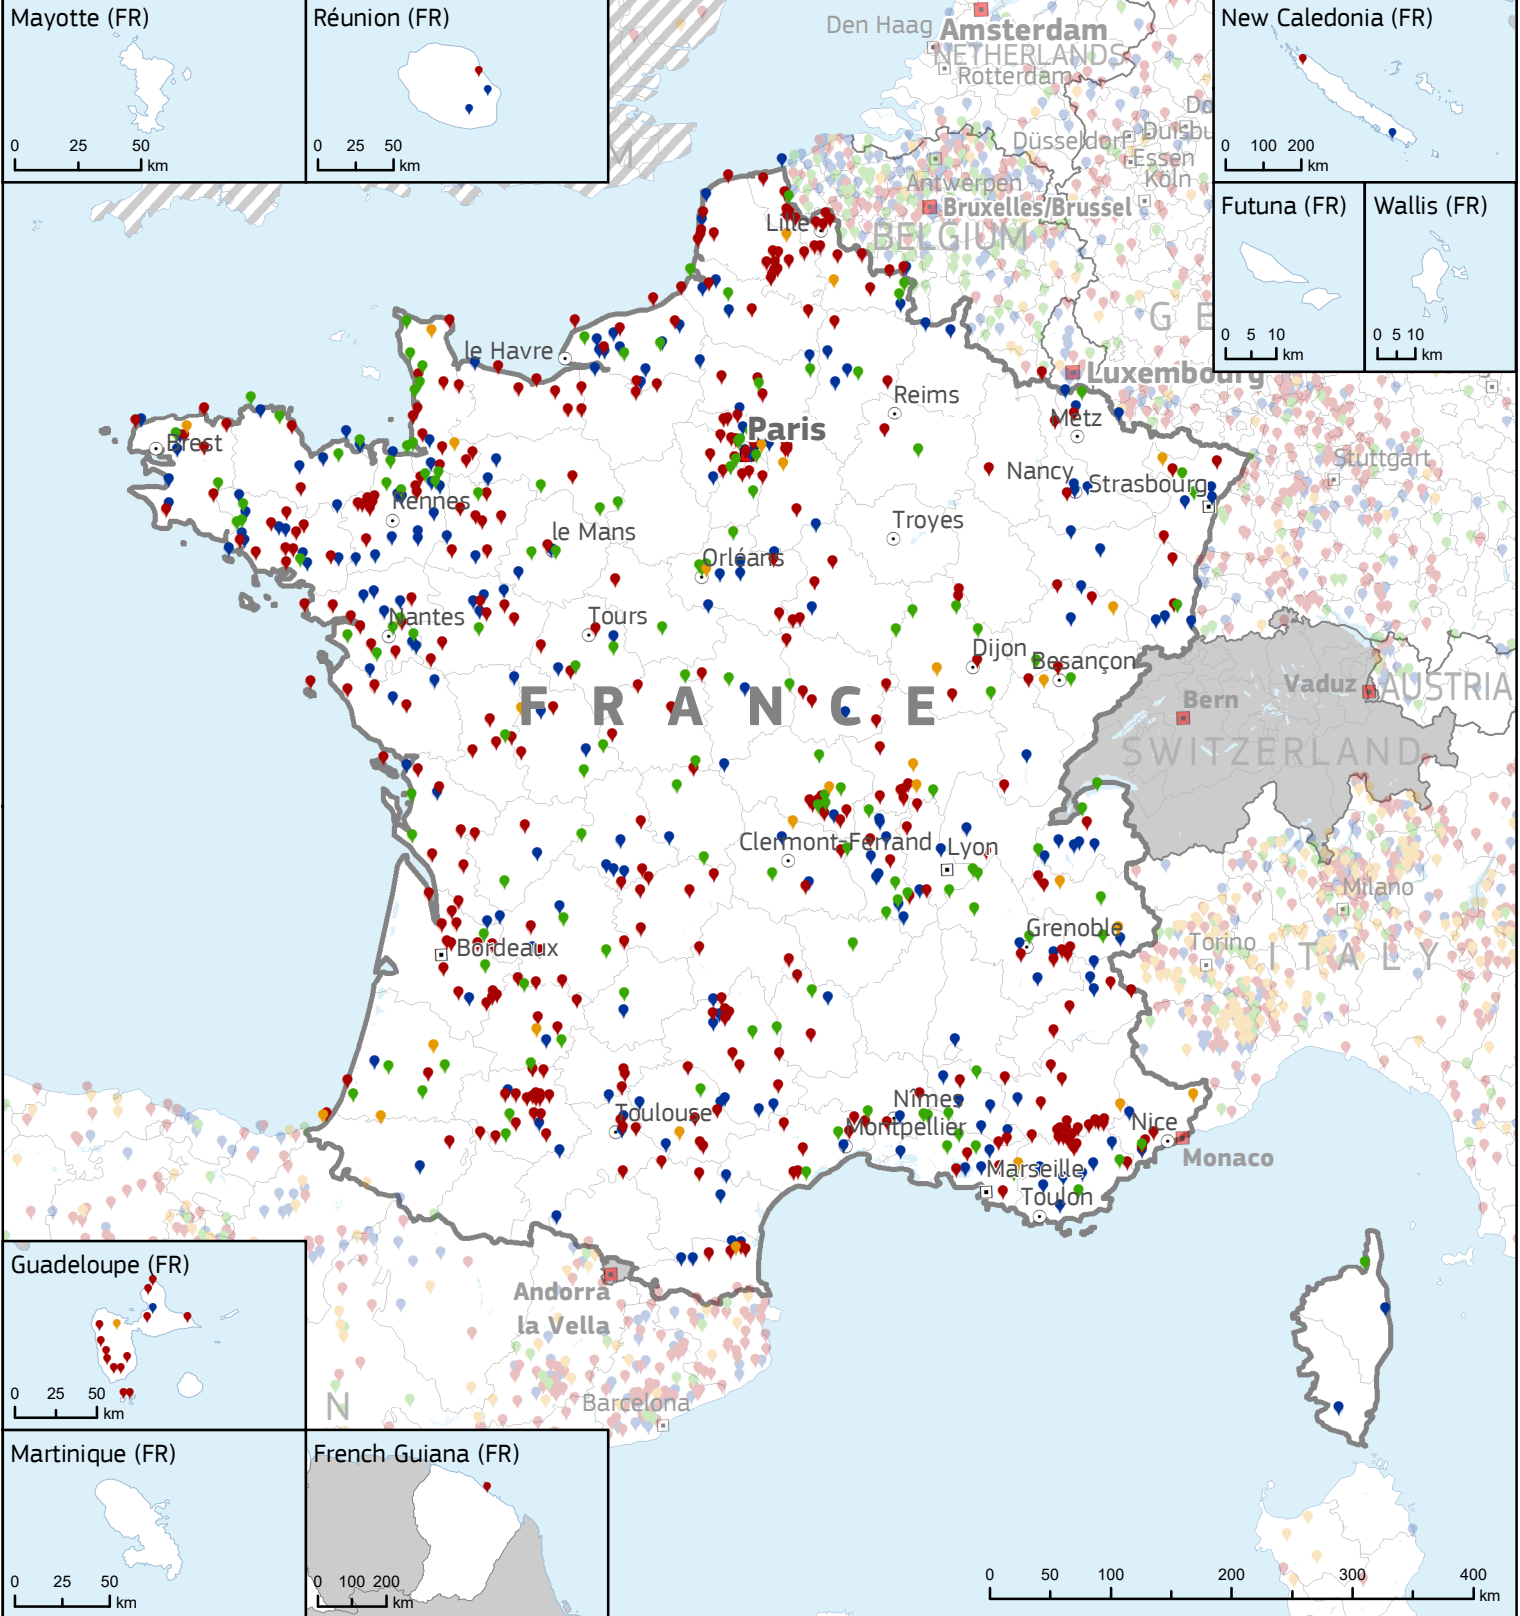 Mayotte (FR)
0 25 50
km
Réunion (FR)
0 25 50
km
Den Haag
Amsterdam
NETHERLANDS
Rotterdam
New Caledonia (FR)
0 100 200
km
Düsseldorf
Essen
Köln
Antwerpen
Bruxelles/Brussel
BELGIUM
Lille
Futuna (FR)
0 5 10
km
Wallis (FR)
0 5 10
km
M
G E
le Havre
Luxembourg
Reims
Metz
Paris
Brest
Nancy
Strasbourg
Stuttgart
Rennes
le Mans
Troyes
Orléans
Nantes
Tours
Dijon
Besançon
Bern
Vaduz
AUSTRIA
FRANCE
SWITZERLAND
Clermont-Ferrand
Lyon
Milano
Bordeaux
Grenoble
Torino
ITALY
Toulouse
Nîmes
Montpellier
Nice
Monaco
Marseille
Toulon
Guadeloupe (FR)
0 25 50
km
Andorra
la Vella
N
Barcelona
Martinique (FR)
0 25 50
km
French Guiana (FR)
0 100 200
km
0 50 100 200 300 400
km